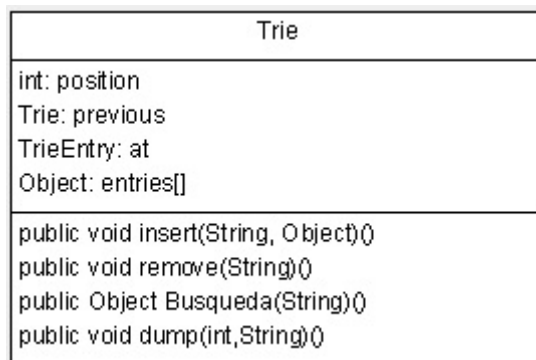 Trie
int: position
Trie: previous
TrieEntry: at
Object: entries[]
public void insert(String, Object)()
public void remove(String)()
public Object Busqueda(String)()
public void dump(int,String)()